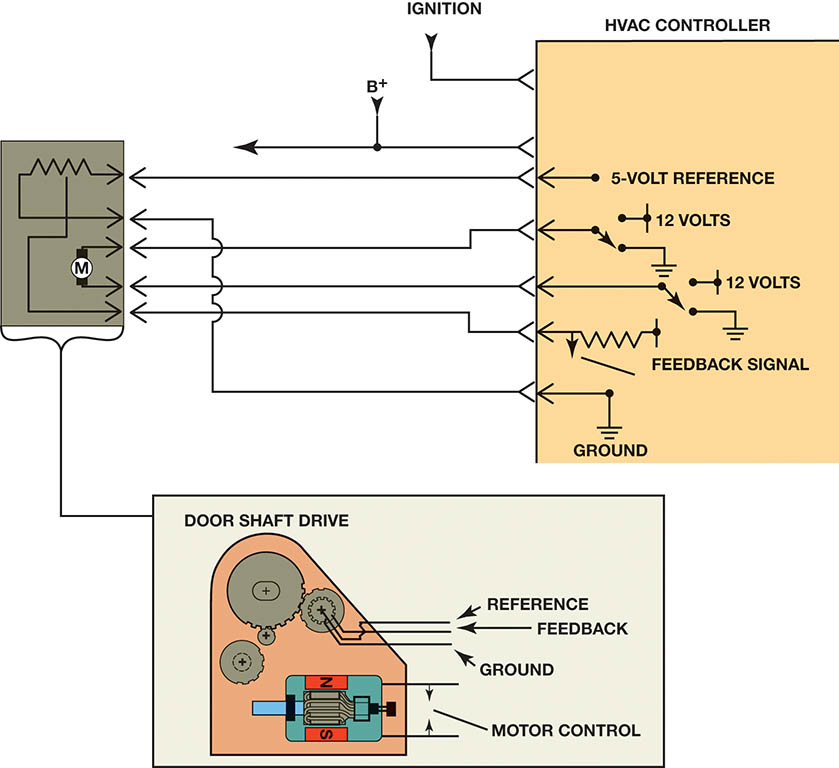 IGNITION
HVAC CONTROLLER
B+
5-VOLT REFERENCE
12 VOLTS
M
12 VOLTS
FEEDBACK SIGNAL
GROUND
DOOR SHAFT DRIVE
REFERENCE
FEEDBACK
GROUND
N
S
MOTOR CONTROL